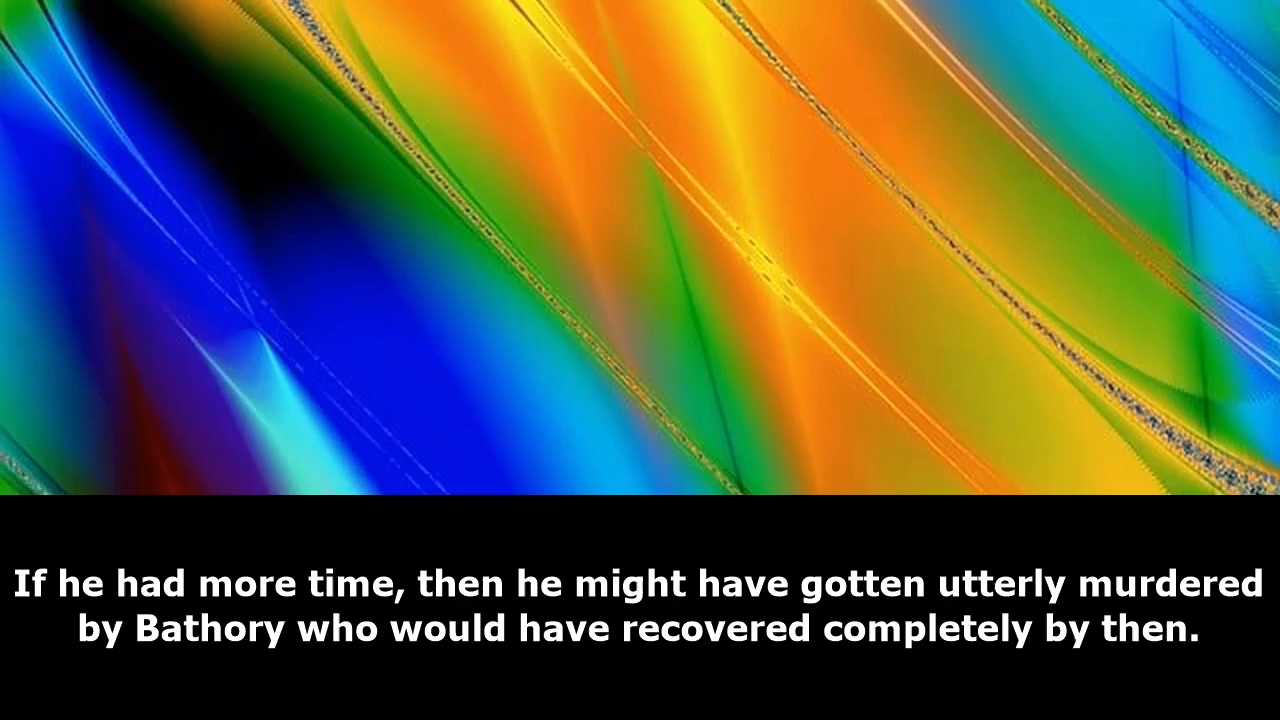 If he had more time, then he might have gotten utterly murdered
by Bathory who would have recovered completely by then.